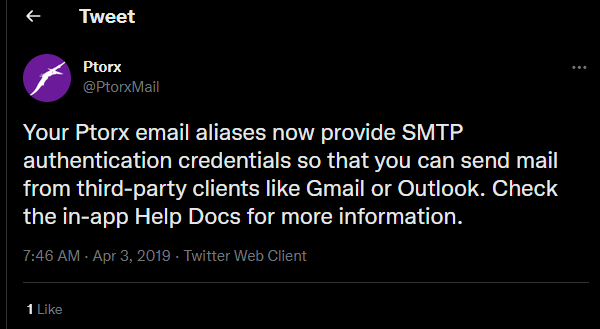 Tweet
Ptorx
@PtorxMail
Your Ptorx email aliases now provide SMTP
authentication credentials so that you can send mail
from third-party clients like Gmail or Outlook. Check
the in-app Help Docs for more information.
7:46 AM · Apr 3, 2019 · Twitter Web Client
1 Like